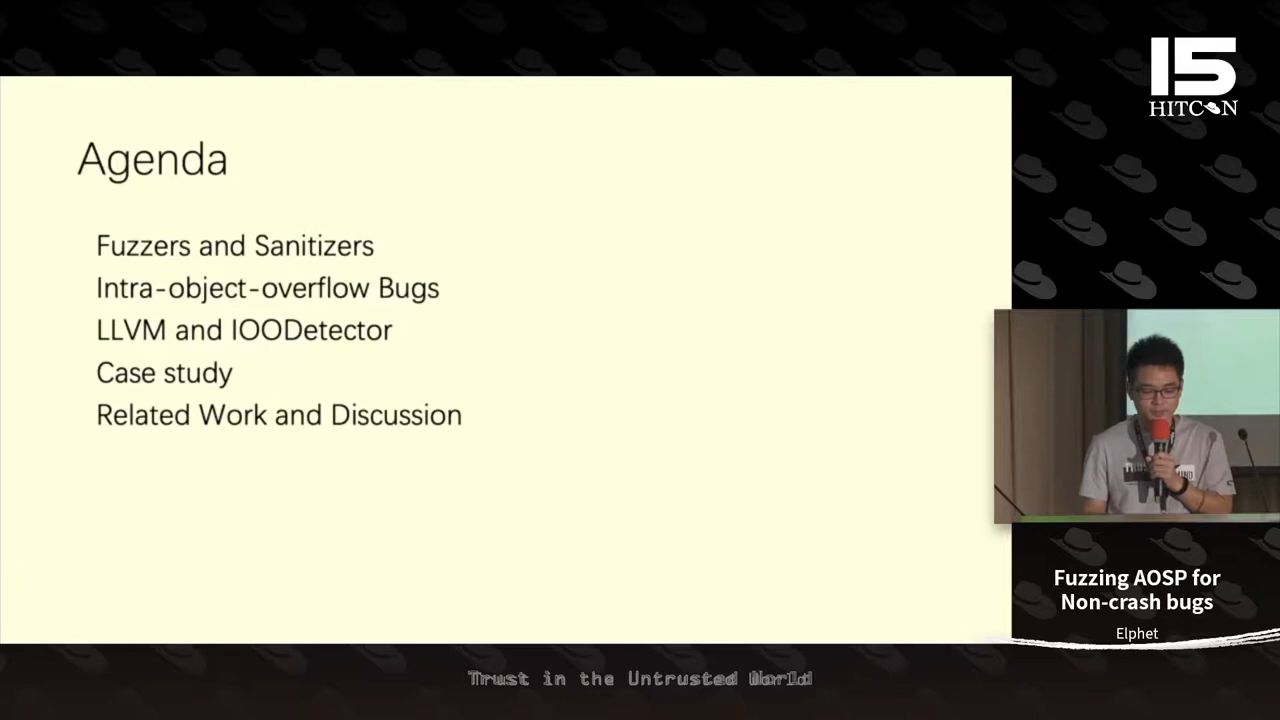 Agenda
Fuzzers and Sanitizers
Intra-object-overflow Bugs
LLVM and IOODetector
Case study
Related Work and Discussion
15
HITCON
Fuzzing AOSP for
Non-crash bugs
Elphet
Trust in the Untrusted World